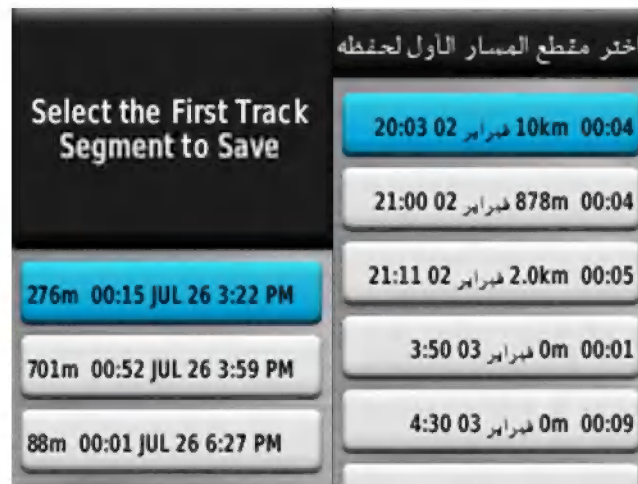 Select the First Track
Segment to Save
276m 00:15 JUL 26 3:22 PM
701m 00:52 JUL 26 3:59 PM
88m 00:01 JUL 26 6:27 PM
اختر مقطع المسار الأول لحفظه
00:04 10km فبراير 02 20:03
00:04 878m فبراير 02 21:00
00:05 2.0km فبراير 02 21:11
00:01 0m فبراير 03 3:50
00:09 0m فبراير 03 4:30